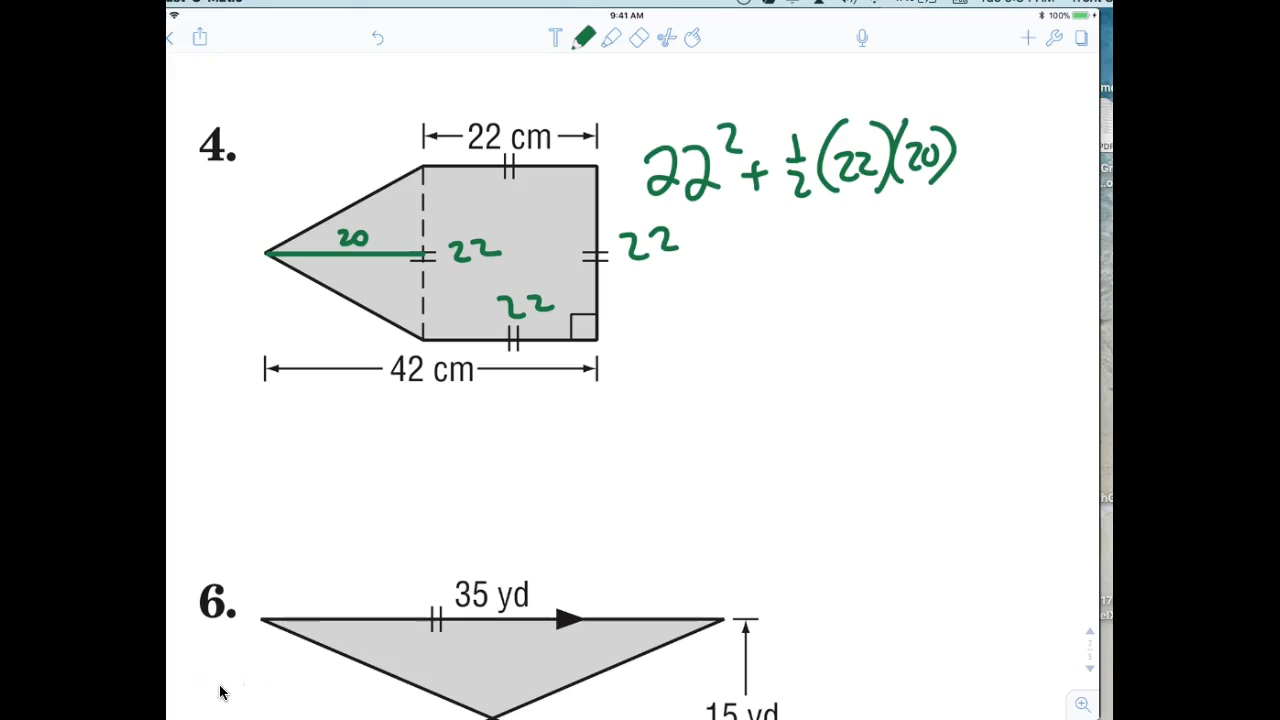 9:41 AM
100%
T
4.
22 cm
22² + ½(22)(20)
20
22
22
22
42 cm
6.
35 yd
15 yd